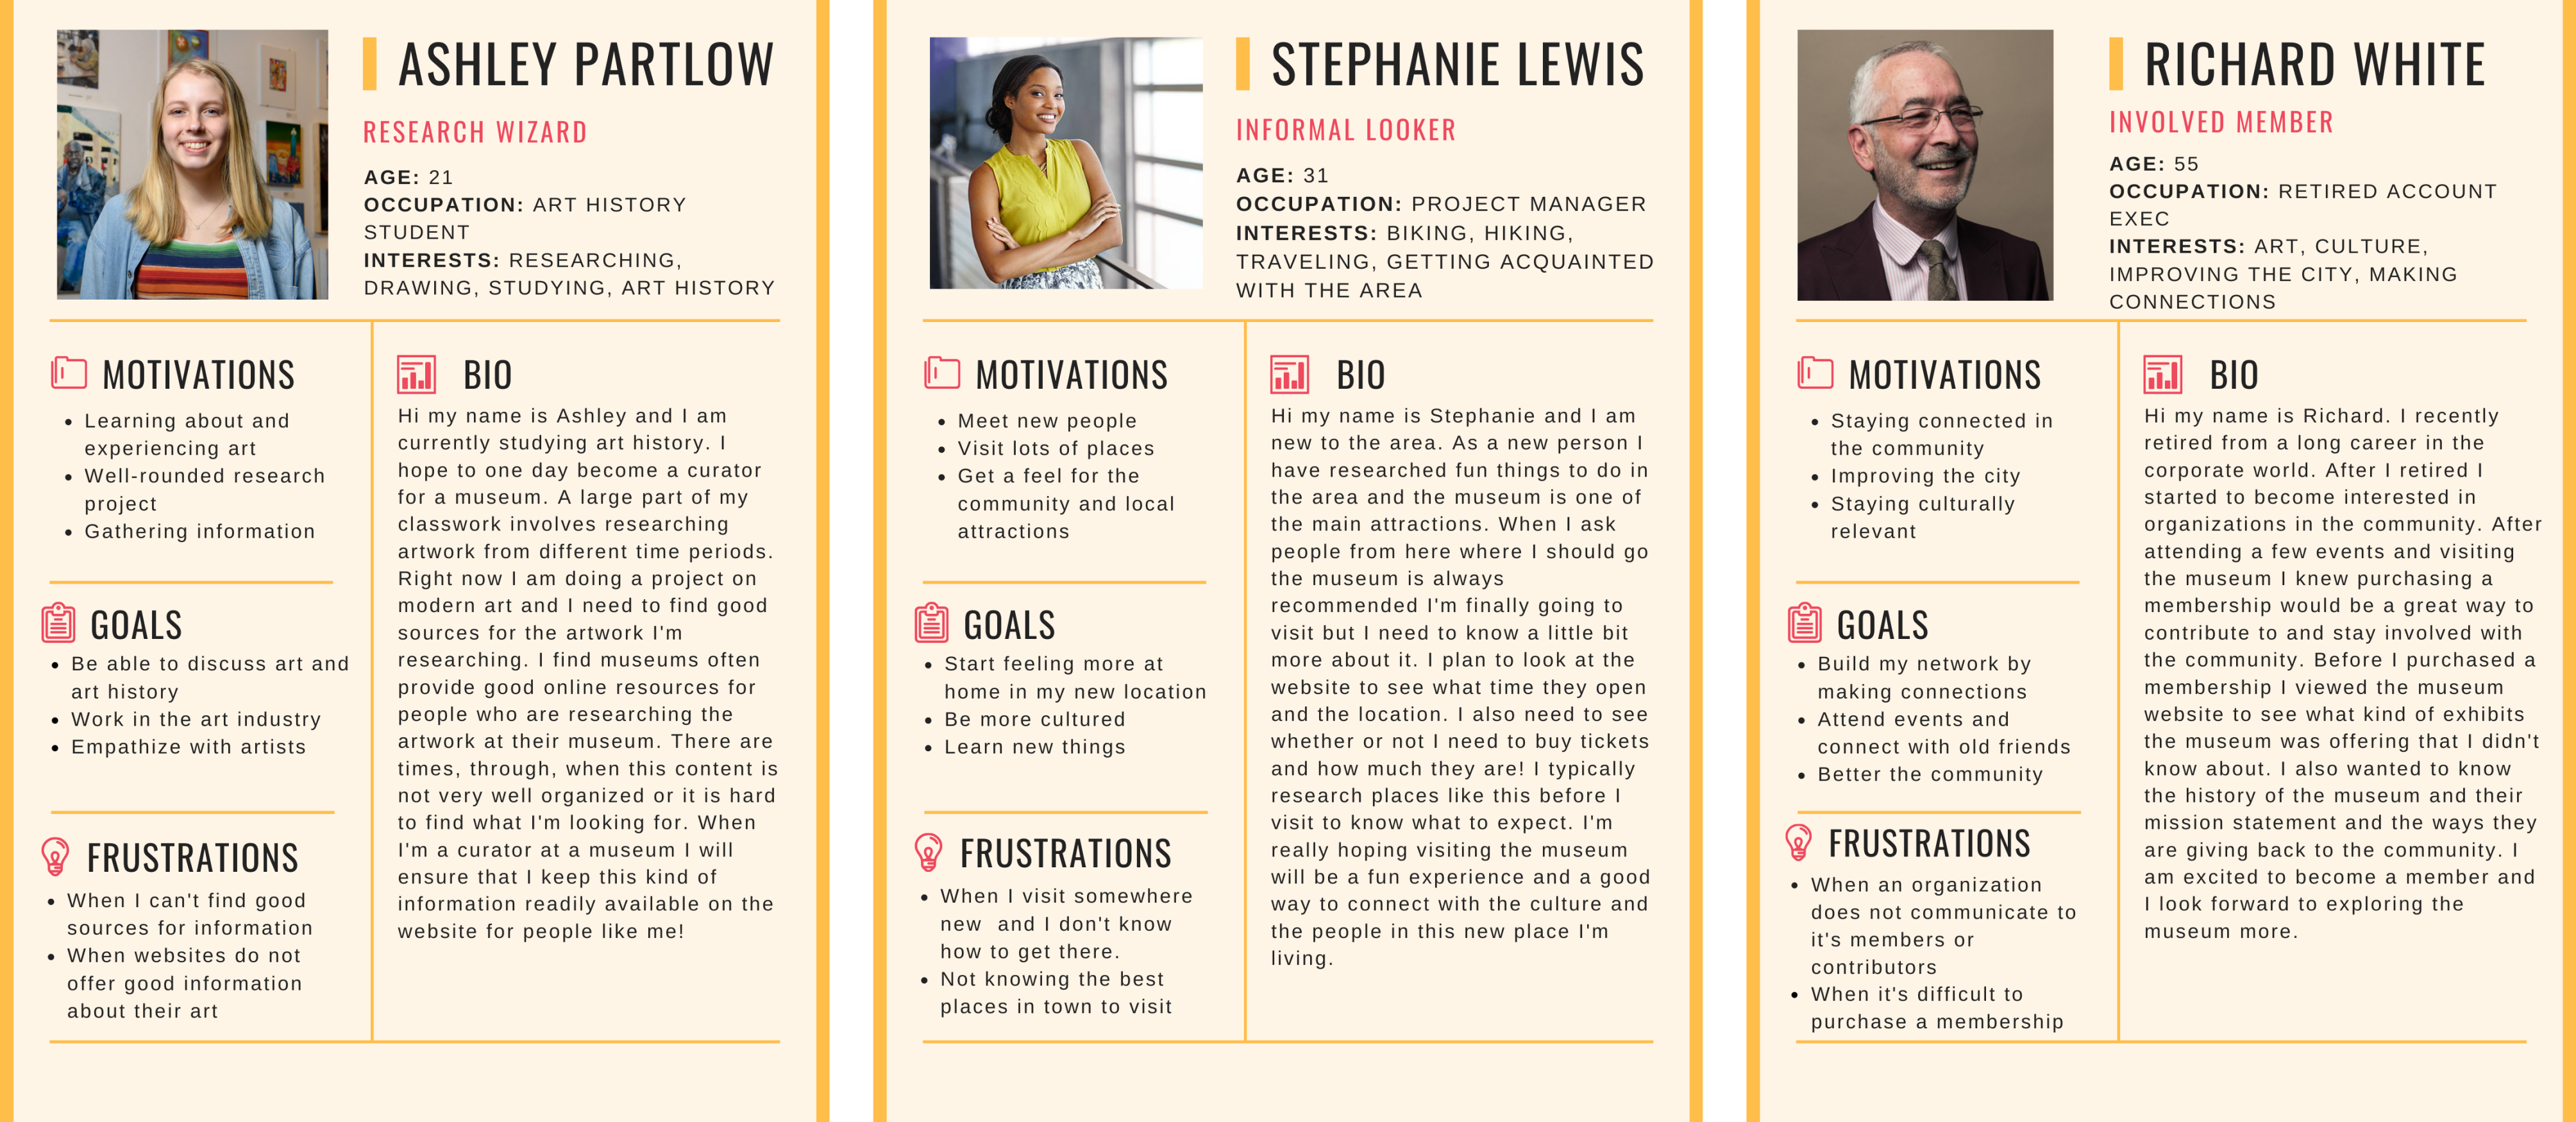 ASHLEY PARTLOW
RESEARCH WIZARD
AGE: 21
OCCUPATION: ART HISTORY
STUDENT
INTERESTS: RESEARCHING,
DRAWING, STUDYING, ART HISTORY
MOTIVATIONS
• Learning about and
experiencing art
• Well-rounded research
project
• Gathering information
GOALS
• Be able to discuss art and
art history
• Work in the art industry
• Empathize with artists
FRUSTRATIONS
• When I can't find good
sources for information
• When websites do not
offer good information
about their art
BIO
Hi my name is Ashley and I am
currently studying art history. I
hope to one day become a curator
for a museum. A large part of my
classwork involves researching
artwork from different time periods.
Right now I am doing a project on
modern art and I need to find good
sources for the artwork I'm
researching. I find museums often
provide good online resources for
people who are researching the
artwork at their museum. There are
times, through, when this content is
not very well organized or it is hard
to find what I'm looking for. When
I'm a curator at a museum I will
ensure that I keep this kind of
information readily available on the
website for people like me!
STEPHANIE LEWIS
INFORMAL LOOKER
AGE: 31
OCCUPATION: PROJECT MANAGER
INTERESTS: BIKING, HIKING,
TRAVELING, GETTING ACQUAINTED
WITH THE AREA
MOTIVATIONS
• Meet new people
• Visit lots of places
• Get a feel for the
community and local
attractions
GOALS
• Start feeling more at
home in my new location
• Be more cultured
• Learn new things
FRUSTRATIONS
• When I visit somewhere
new  and I don't know
how to get there.
• Not knowing the best
places in town to visit
BIO
Hi my name is Stephanie and I am
new to the area. As a new person I
have researched fun things to do in
the area and the museum is one of
the main attractions. When I ask
people from here where I should go
the museum is always
recommended I'm finally going to
visit but I need to know a little bit
more about it. I plan to look at the
website to see what time they open
and the location. I also need to see
whether or not I need to buy tickets
and how much they are! I typically
research places like this before I
visit to know what to expect. I'm
really hoping visiting the museum
will be a fun experience and a good
way to connect with the culture and
the people in this new place I'm
living.
RICHARD WHITE
INVOLVED MEMBER
AGE: 55
OCCUPATION: RETIRED ACCOUNT
EXEC
INTERESTS: ART, CULTURE,
IMPROVING THE CITY, MAKING
CONNECTIONS
MOTIVATIONS
• Staying connected in
the community
• Improving the city
• Staying culturally
relevant
GOALS
• Build my network by
making connections
• Attend events and
connect with old friends
• Better the community
FRUSTRATIONS
• When an organization
does not communicate to
it's members or
contributors
• When it's difficult to
purchase a membership
BIO
Hi my name is Richard. I recently
retired from a long career in the
corporate world. After I retired I
started to become interested in
organizations in the community. After
attending a few events and visiting
the museum I knew purchasing a
membership would be a great way to
contribute to and stay involved with
the community. Before I purchased a
membership I viewed the museum
website to see what kind of exhibits
the museum was offering that I didn't
know about. I also wanted to know
the history of the museum and their
mission statement and the ways they
are giving back to the community. I
am excited to become a member and
I look forward to exploring the
museum more.